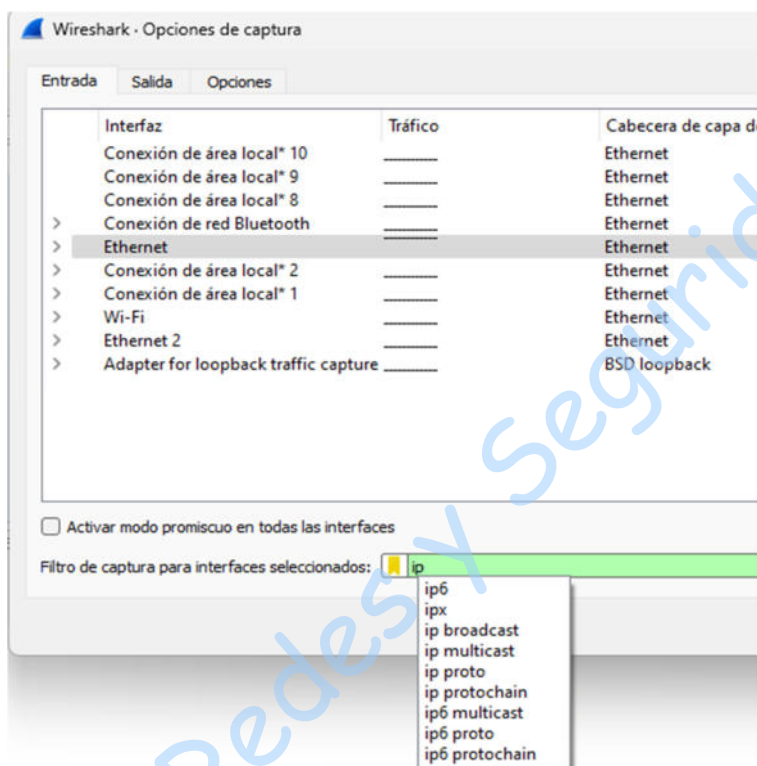 Wireshark · Opciones de captura
Entrada Salida Opciones
Interfaz Tráfico Cabecera de capa d
Conexión de área local* 10 Ethernet
Conexión de área local* 9 Ethernet
Conexión de área local* 8 Ethernet
> Conexión de red Bluetooth Ethernet
> Ethernet Ethernet
> Conexión de área local* 2 Ethernet
> Conexión de área local* 1 Ethernet
> Wi-Fi Ethernet
> Ethernet 2 Ethernet
> Adapter for loopback traffic capture BSD loopback
Activar modo promiscuo en todas las interfaces
Filtro de captura para interfaces seleccionados: ip
ip6
ipx
ip broadcast
ip multicast
ip proto
ip protochain
ip6 multicast
ip6 proto
ip6 protochain
Redes y Segurid